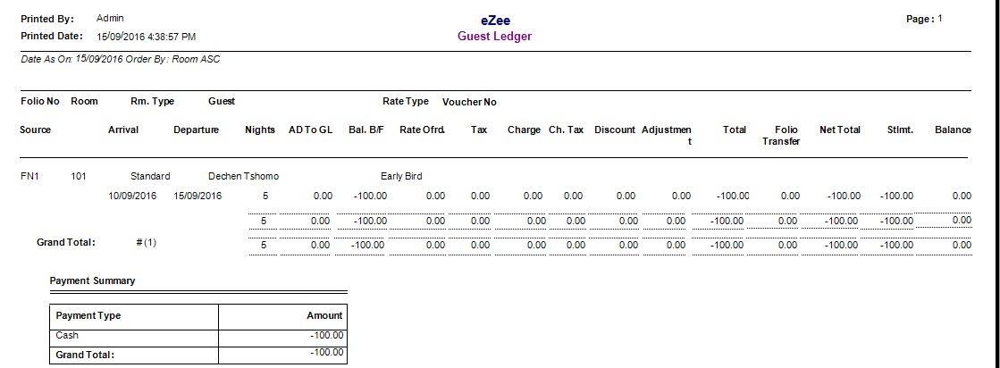 Printed By: Admin eZee Page: 1
Printed Date: 15/09/2016 4:38:57 PM Guest Ledger
Date As On: 15/09/2016 Order By: Room ASC
Folio No Room Rm. Type Guest Rate Type Voucher No
Source Arrival Departure Nights AD To GL Bal. B/F Rate Ofrd. Tax Charge Ch. Tax Discount Adjustmen Total Folio Net Total Stlmt. Balance
t Transfer
FN1 101 Standard Dechen Tshomo Early Bird
10/09/2016 15/09/2016 5 0.00 -100.00 0.00 0.00 0.00 0.00 0.00 0.00 -100.00 0.00 -100.00 -100.00 0.00
5 0.00 -100.00 0.00 0.00 0.00 0.00 0.00 0.00 -100.00 0.00 -100.00 -100.00 0.00
Grand Total: # (1) 5 0.00 -100.00 0.00 0.00 0.00 0.00 0.00 0.00 -100.00 0.00 -100.00 -100.00 0.00
Payment Summary
Payment Type Amount
Cash -100.00
Grand Total: -100.00